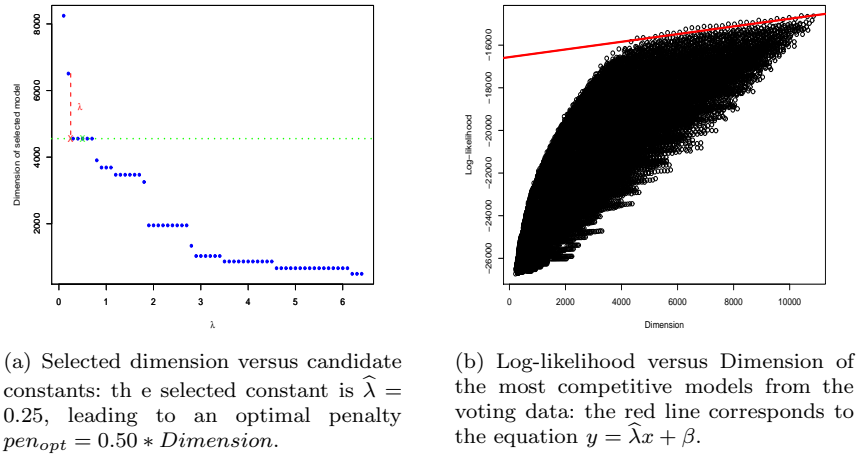 8000
6000
4000
2000
Dimension of selected model
λ
0 1 2 3 4 5 6
λ
−16000
−18000
−20000
−22000
−24000
−26000
Log−likelihood
0 2000 4000 6000 8000 10000
Dimension
(a) Selected dimension versus candidate
constants: th e selected constant is λ̂ =
0.25, leading to an optimal penalty
pen_opt = 0.50 ∗ Dimension.
(b) Log-likelihood versus Dimension of
the most competitive models from the
voting data: the red line corresponds to
the equation y = λ̂x + β.